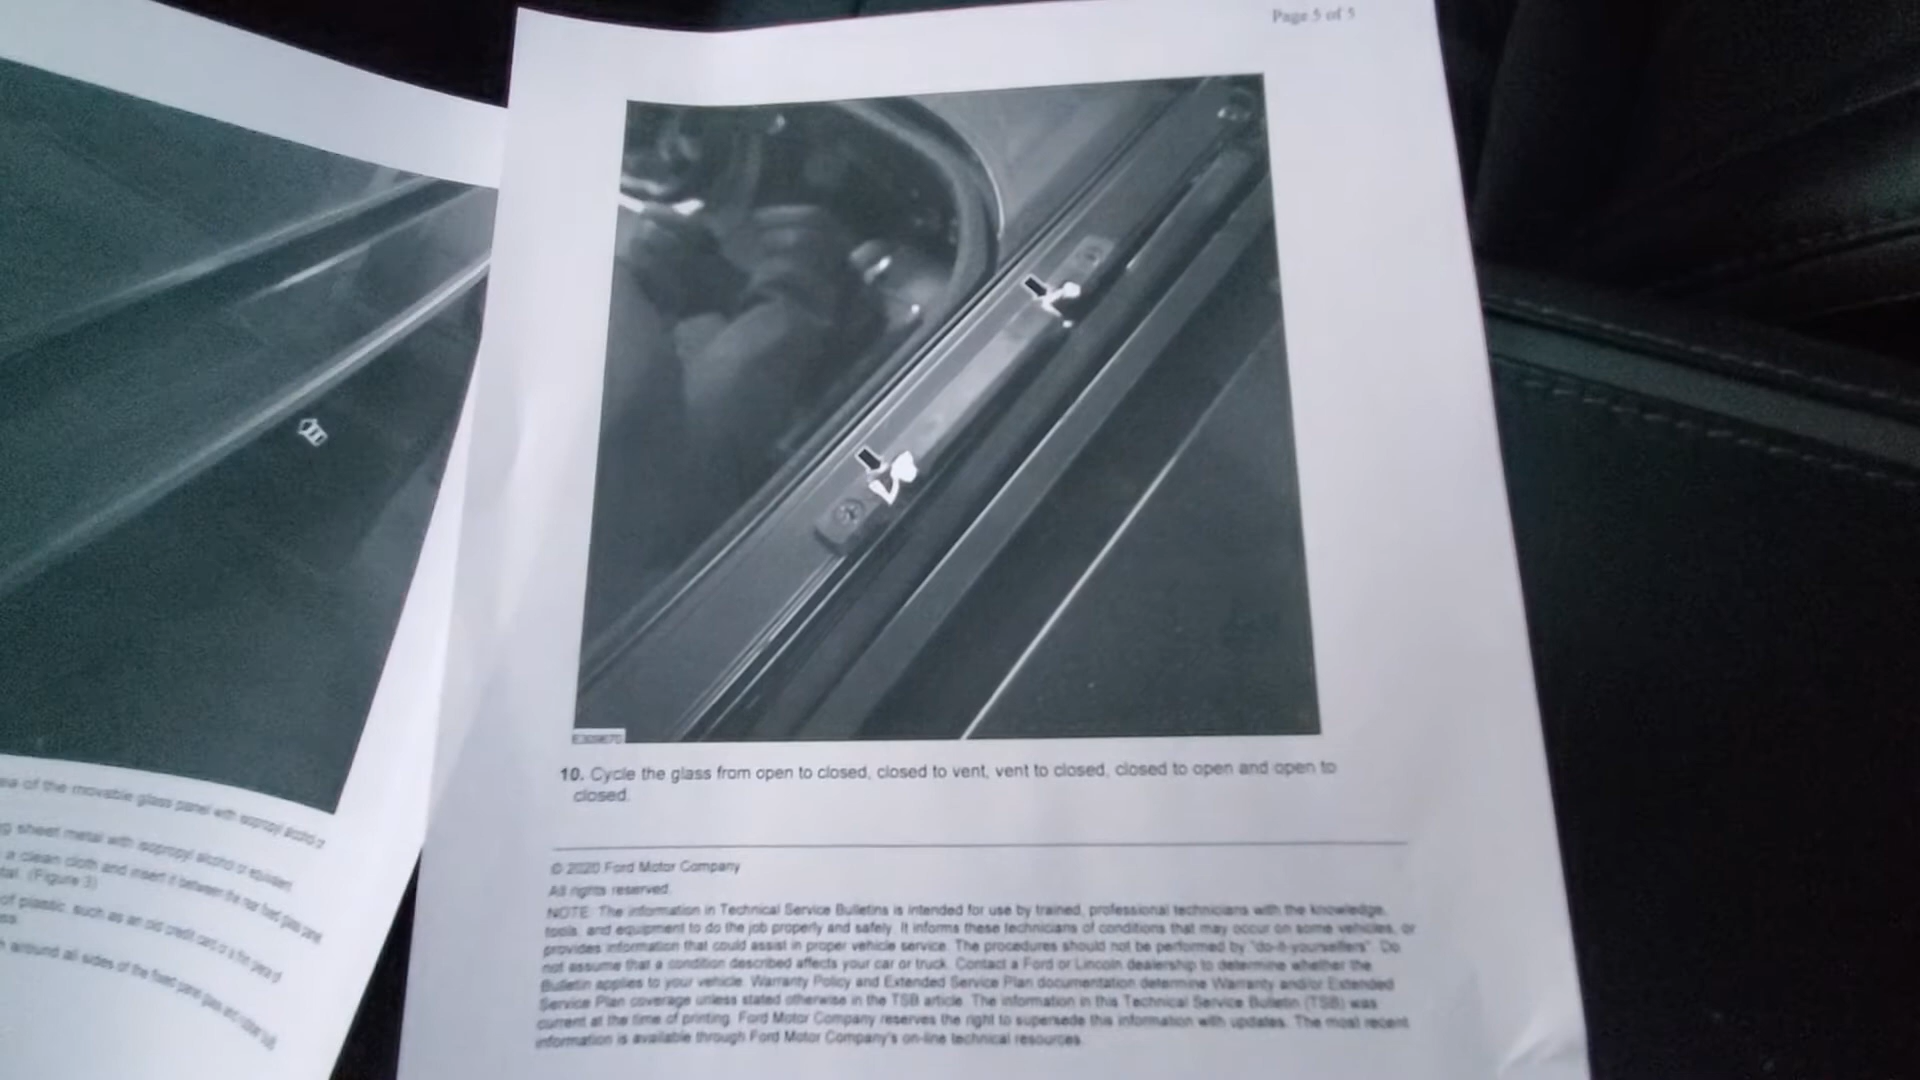 Page 5 of 5
ea of the movable glass panel with isopropyl alcohol or
g sheet metal with isopropyl alcohol or equivalent.
a clean cloth and insert it between the rear fixed glass panel
tal. (Figure 3)
of plastic, such as an old credit card or a thin piece of
ss.
around all sides of the fixed panel glass and
E309670
10. Cycle the glass from open to closed, closed to vent, vent to closed, closed to open and open to
closed.
© 2020 Ford Motor Company
All rights reserved.
NOTE: The information in Technical Service Bulletins is intended for use by trained, professional technicians with the knowledge,
tools, and equipment to do the job properly and safely. It informs these technicians of conditions that may occur on some vehicles, or
provides information that could assist in proper vehicle service. The procedures should not be performed by "do-it-yourselfers". Do
not assume that a condition described affects your car or truck. Contact a Ford or Lincoln dealership to determine whether the
Bulletin applies to your vehicle. Warranty Policy and Extended Service Plan documentation determine Warranty and/or Extended
Service Plan coverage unless stated otherwise in the TSB article. The information in this Technical Service Bulletin (TSB) was
current at the time of printing. Ford Motor Company reserves the right to supersede this information with updates. The most recent
information is available through Ford Motor Company's on-line technical resources.